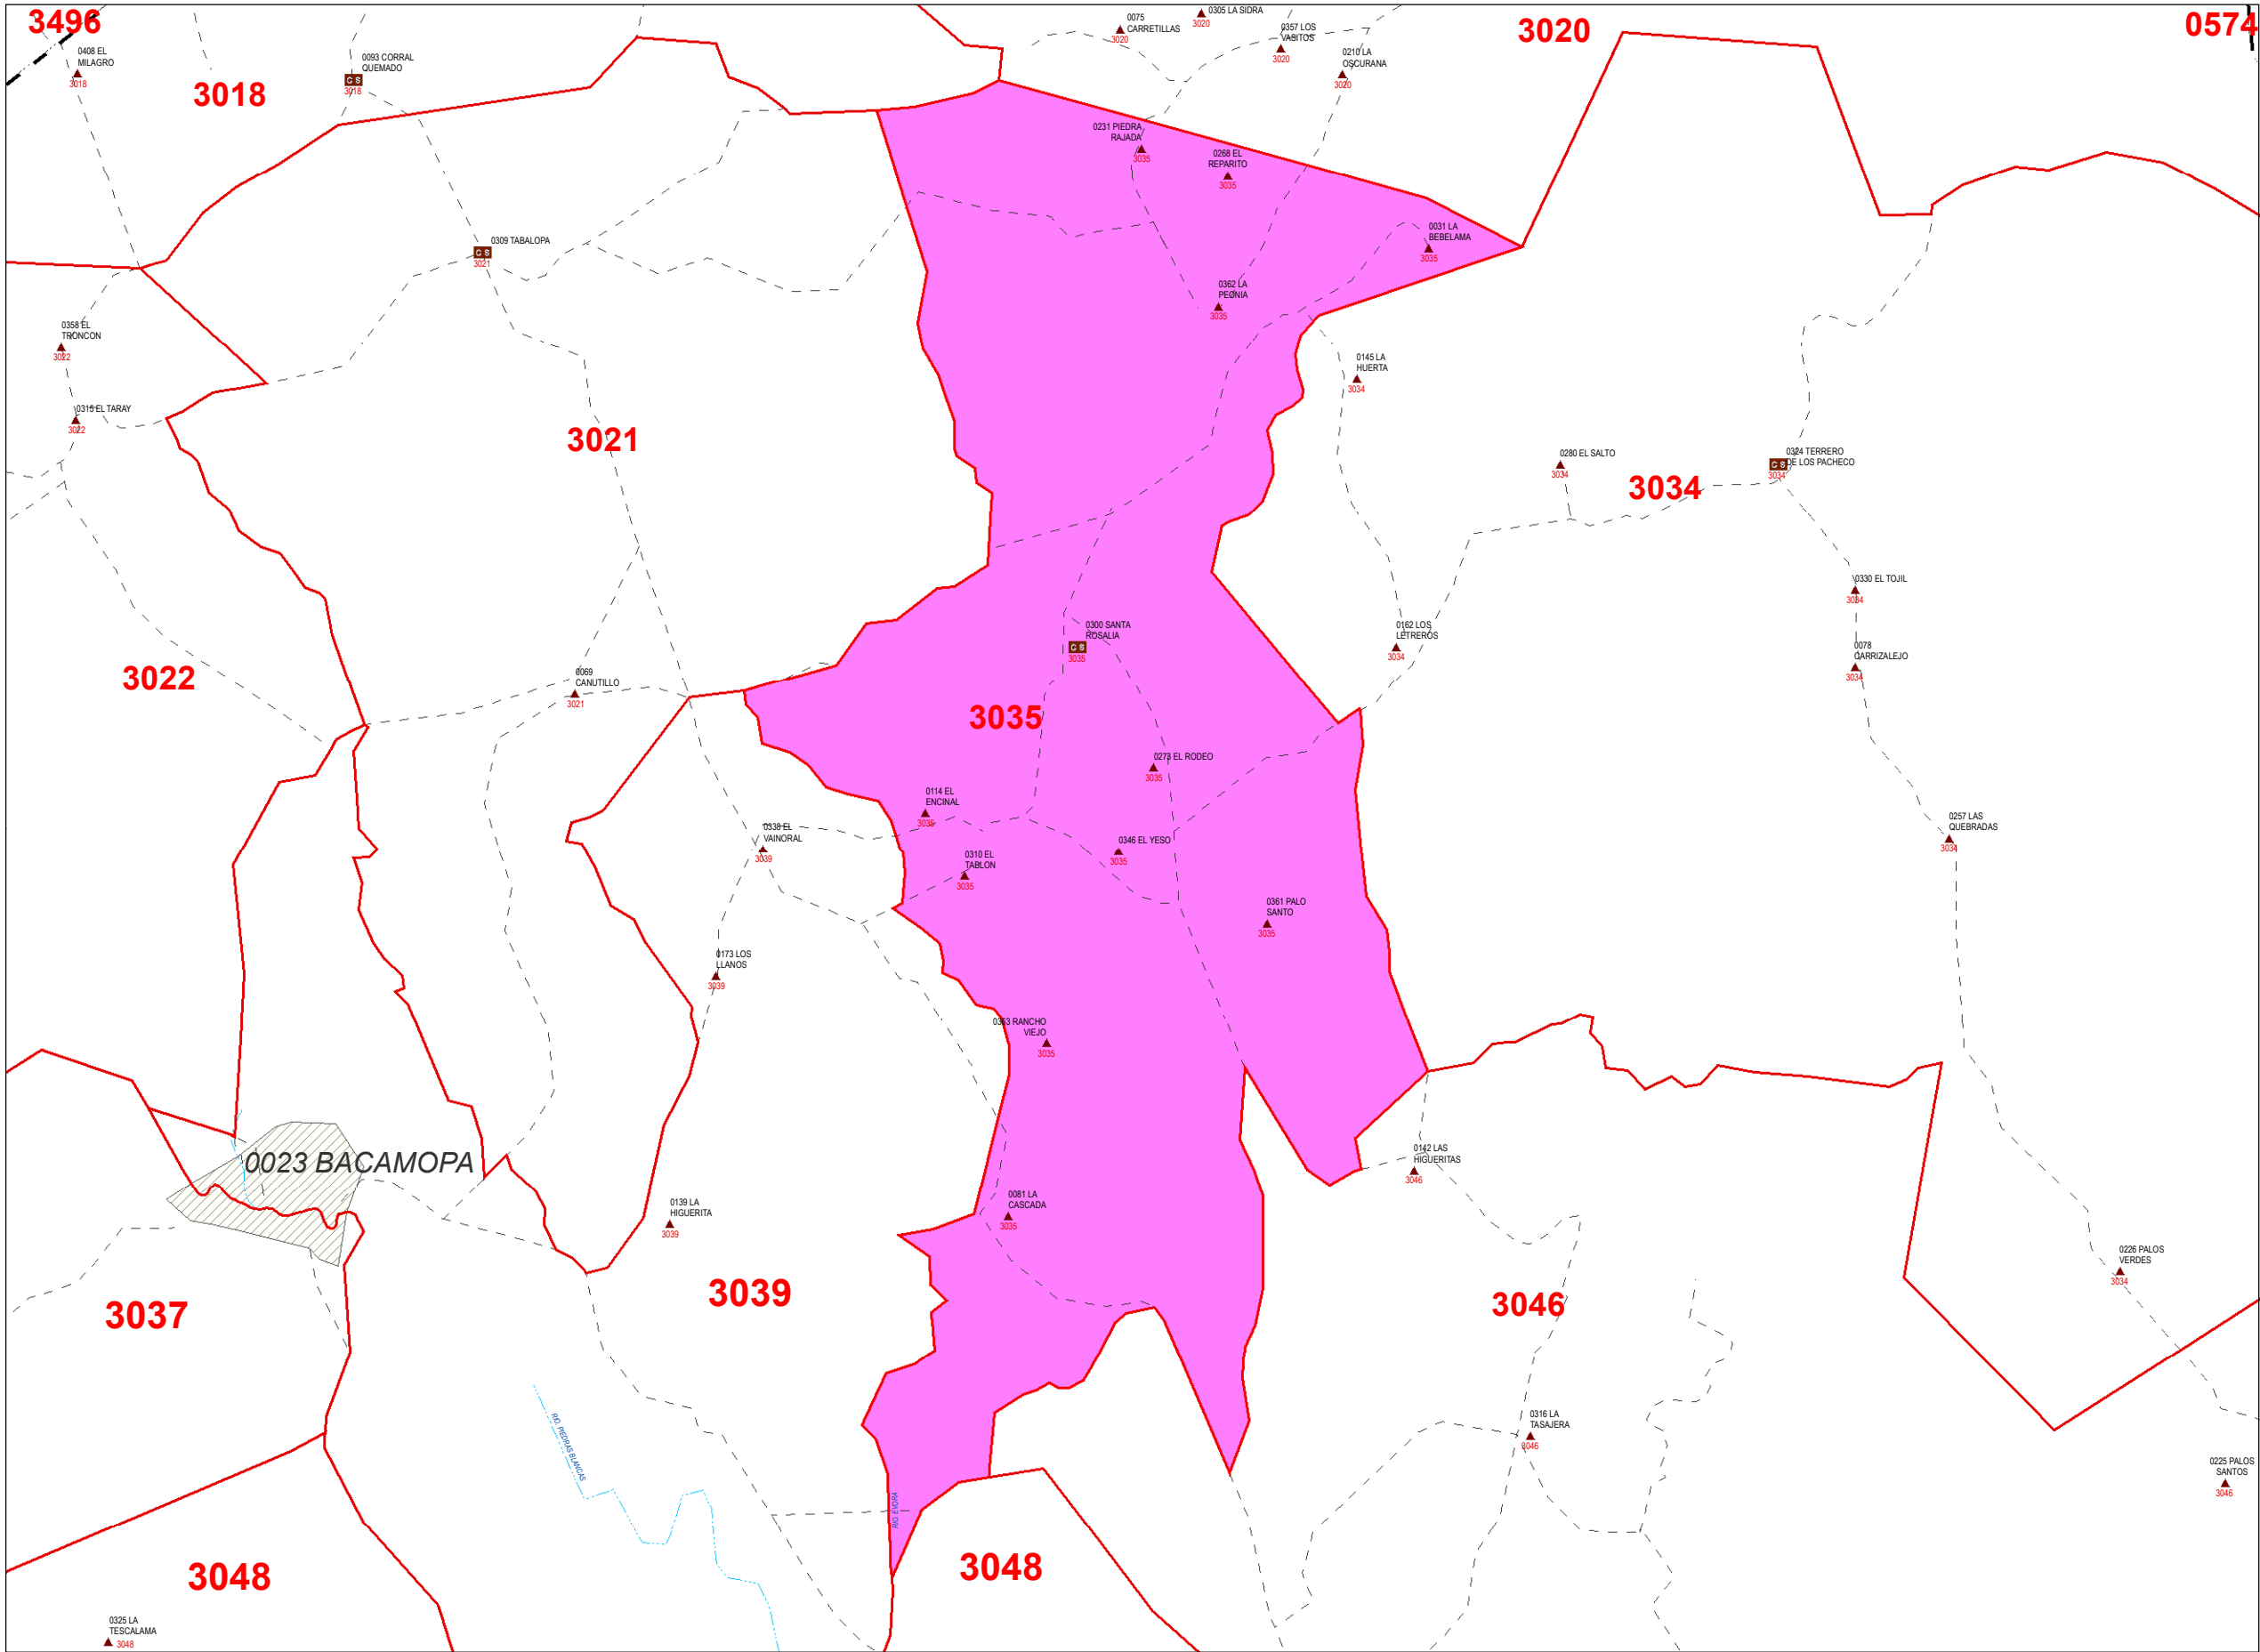 3496
0408 EL
MILAGRO
3018
3018
0093 CORRAL
QUEMADO
C S
3018
0075
CARRETILLAS
3020
0305 LA SIDRA
3020
0357 LOS
VASITOS
3020
0210 LA
OSCURANA
3020
3020
0574
0231 PIEDRA
RAJADA
3035
0268 EL
REPARITO
3035
0031 LA
BEBELAMA
3035
0309 TABALOPA
C S
3021
0362 LA
PEONIA
3035
0358 EL
TRONCON
3022
0315 EL TARAY
3022
3021
0145 LA
HUERTA
3034
0280 EL SALTO
3034
3034
0324 TERRERO
DE LOS PACHECO
C S
3034
0330 EL TOJIL
3034
0300 SANTA
ROSALIA
C S
3035
0162 LOS
LETREROS
3034
0078
CARRIZALEJO
3034
3022
0069
CANUTILLO
3021
3035
0273 EL RODEO
3035
0114 EL
ENCINAL
3035
0338 EL
VAINORAL
3039
0310 EL
TABLON
3035
0346 EL YESO
3035
0257 LAS
QUEBRADAS
3034
0361 PALO
SANTO
3035
0173 LOS
LLANOS
3039
0363 RANCHO
VIEJO
3035
0023 BACAMOPA
0142 LAS
HIGUERITAS
3046
0139 LA
HIGUERITA
3039
0081 LA
CASCADA
3035
0226 PALOS
VERDES
3034
3037
3039
3046
RIO. PIEDRAS BLANCAS
0316 LA
TASAJERA
3046
0225 PALOS
SANTOS
3046
RIO. EVORA
3048
3048
0325 LA
TESCALAMA
3048